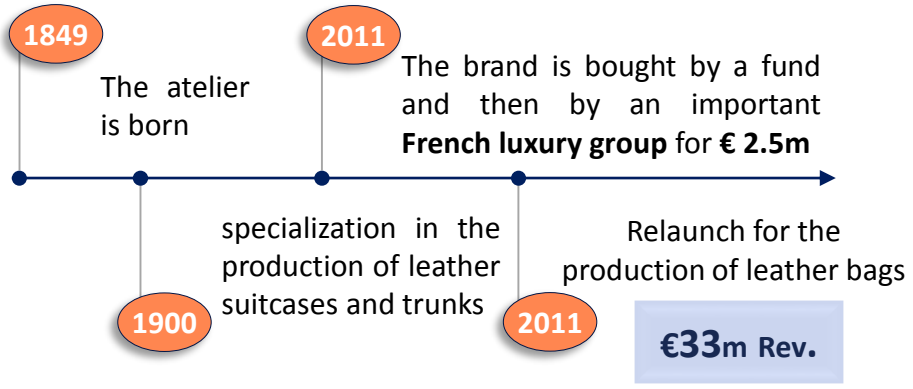 1849
The atelier
is born
2011
The brand is bought by a fund
and then by an important
French luxury group for € 2.5m
specialization in the
production of leather
suitcases and trunks
1900
Relaunch for the
production of leather bags
2011
€33m Rev.